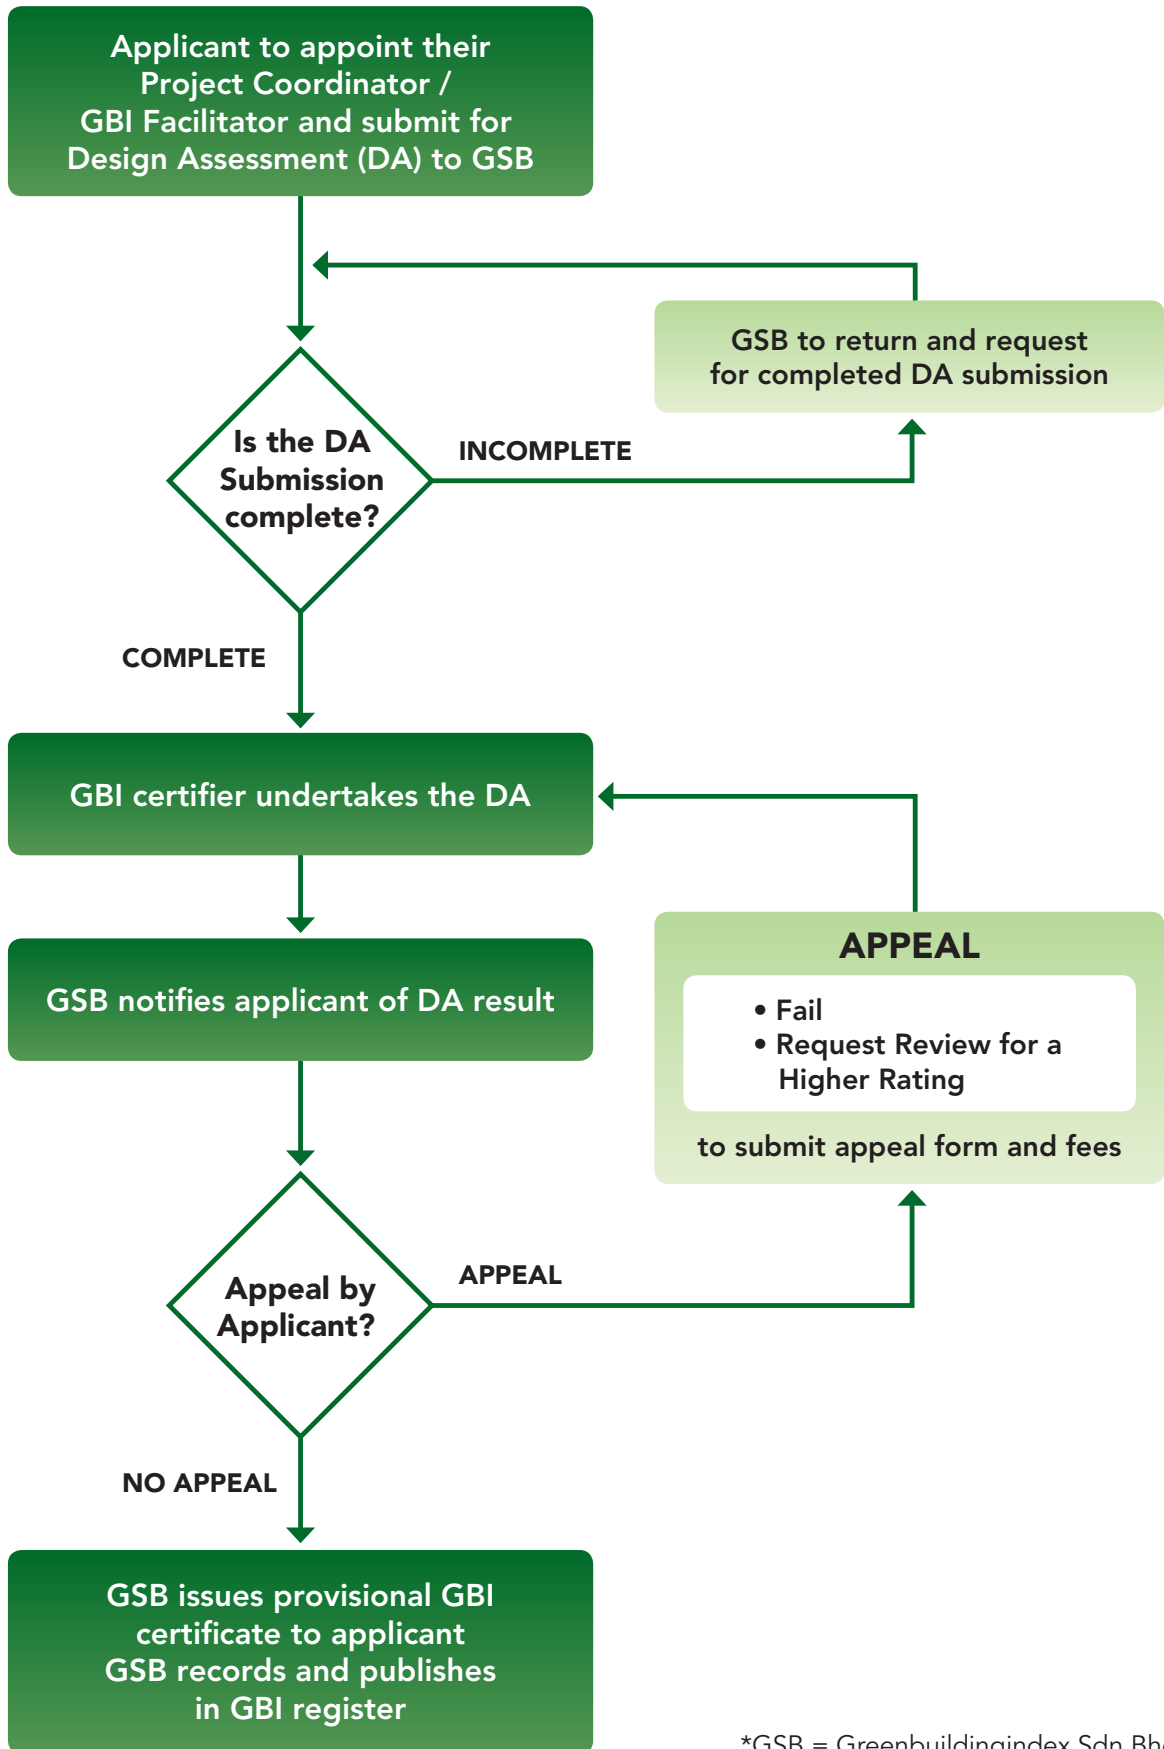 Applicant to appoint their
Project Coordinator /
GBI Facilitator and submit for
Design Assessment (DA) to GSB
GSB to return and request
for completed DA submission
Is the DA
Submission
complete?
INCOMPLETE
COMPLETE
GBI certifier undertakes the DA
GSB notifies applicant of DA result
APPEAL
• Fail
• Request Review for a
Higher Rating
to submit appeal form and fees
Appeal by
Applicant?
APPEAL
NO APPEAL
GSB issues provisional GBI
certificate to applicant
GSB records and publishes
in GBI register
*GSB = Greenbuildingindex Sdn Bhd